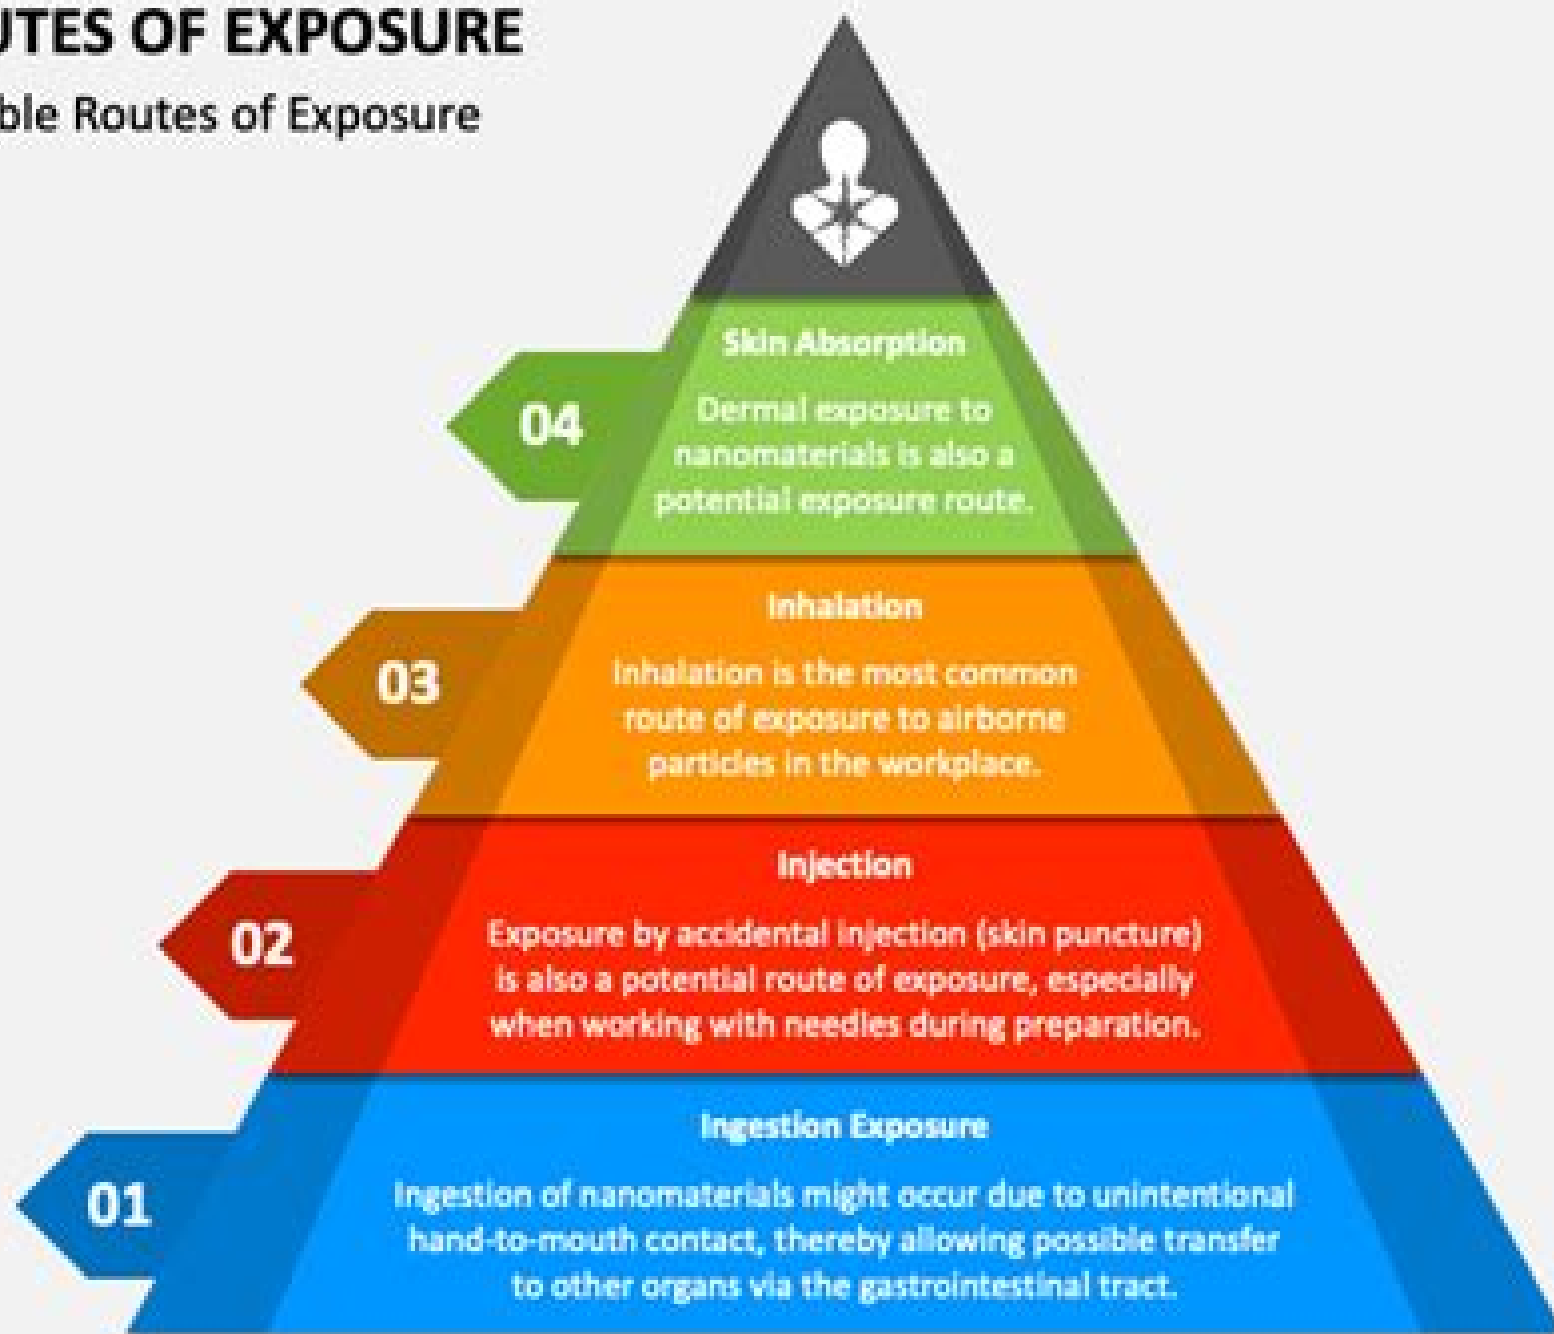 UTES OF EXPOSURE
ble Routes of Exposure
Skin Absorption
04
Dermal exposure to
nanomaterials is also a
potential exposure route.
Inhalation
03
Inhalation is the most common
route of exposure to airborne
particles in the workplace.
Injection
02
Exposure by accidental injection (skin puncture)
is also a potential route of exposure, especially
when working with needles during preparation.
Ingestion Exposure
01
Ingestion of nanomaterials might occur due to unintentional
hand-to-mouth contact, thereby allowing possible transfer
to other organs via the gastrointestinal tract.